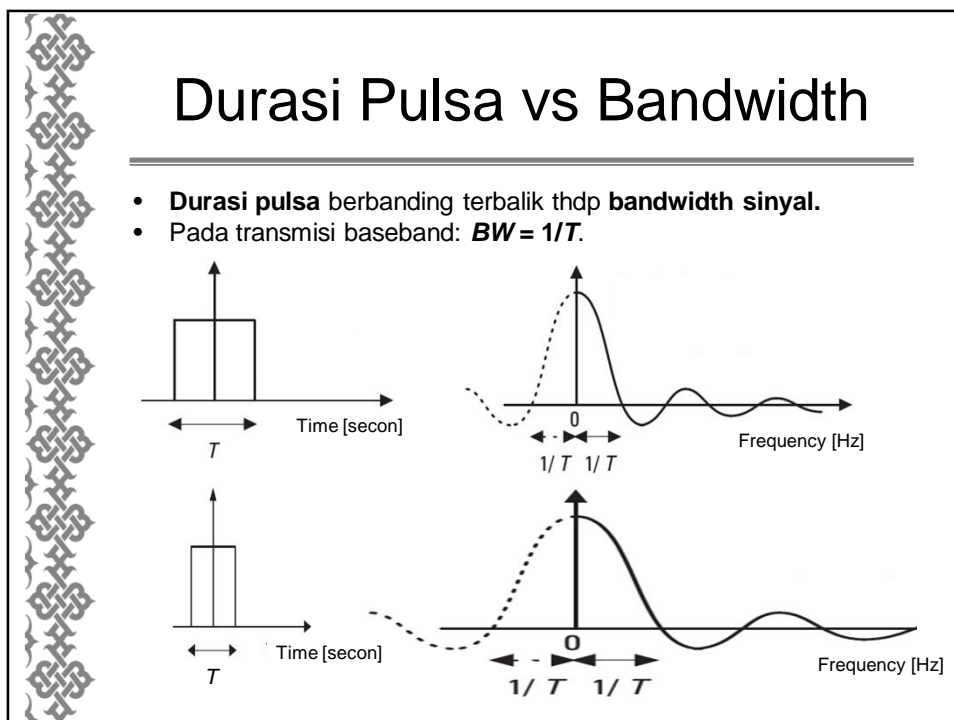 Durasi Pulsa vs Bandwidth
• Durasi pulsa berbanding terbalik thdp bandwidth sinyal.
• Pada transmisi baseband: BW = 1/T.
Time [secon]
T
0
Frequency [Hz]
1/ T 1/ T
Time [secon]
T
0
Frequency [Hz]
1/ T 1/ T